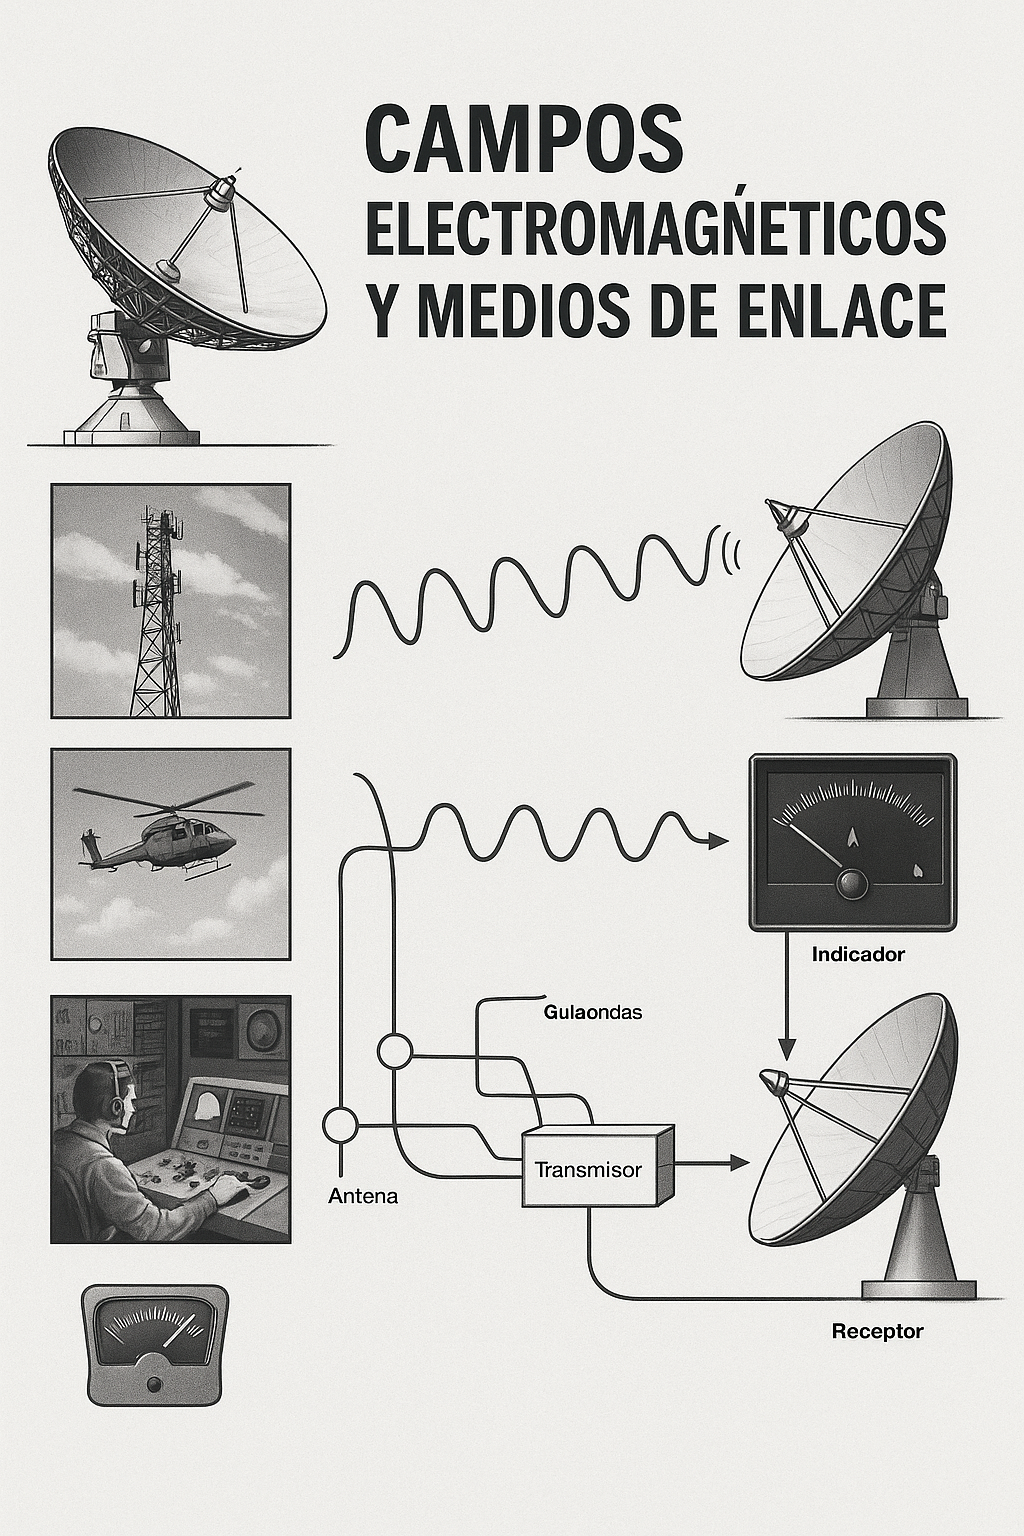 CAMPOS
ELECTROMAGŃETICOS
Y MEDIOS DE ENLACE
Indicador
Gulaondas
Transmisor
Antena
Receptor